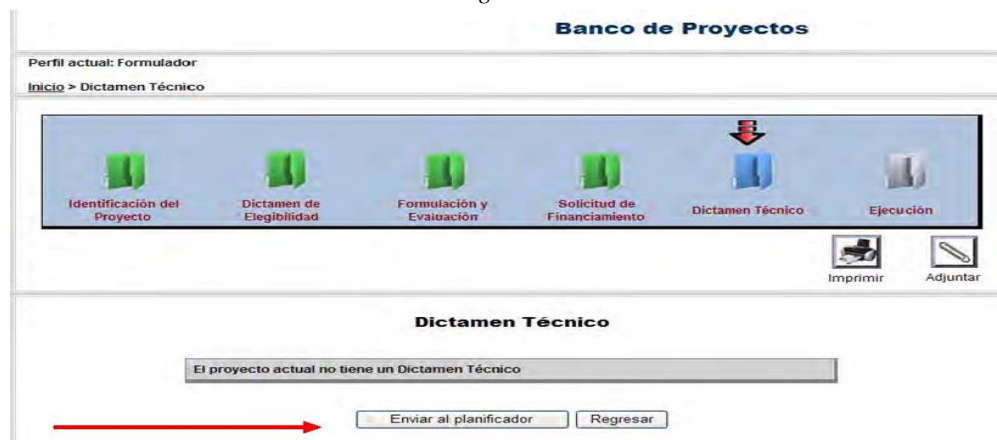 Banco de Proyectos
Perfil actual: Formulador
Inicio > Dictamen Técnico
Identificación del Proyecto
Dictamen de Elegibilidad
Formulación y Evaluación
Solicitud de Financiamiento
Dictamen Técnico
Ejecución
Imprimir
Adjuntar
Dictamen Técnico
El proyecto actual no tiene un Dictamen Técnico
Enviar al planificador
Regresar